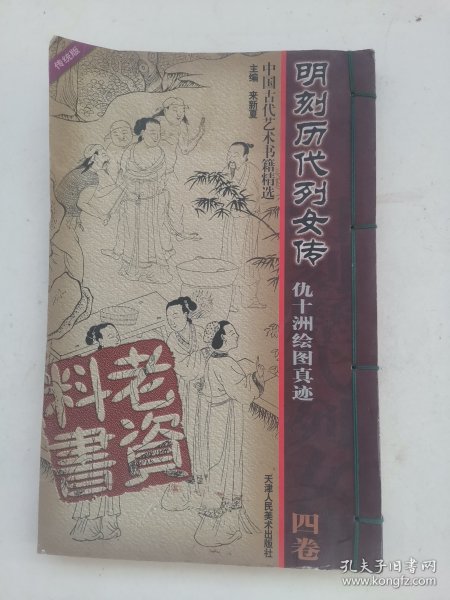 传统版
明刻历代列女传
仇十洲绘图真迹
四卷
中国古代艺术书籍精选
主编 来新夏
老资
料書
天津人民美术出版社
孔夫子旧书网
www.kongfz.com